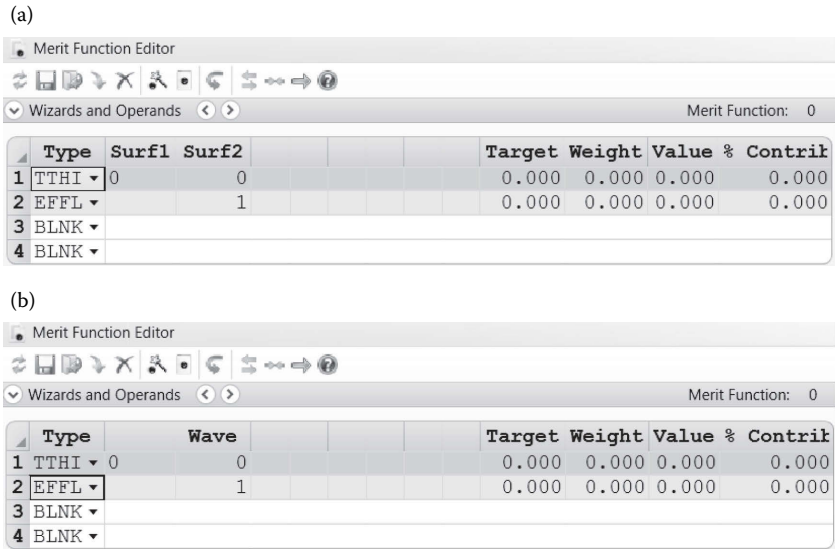 (a)
Merit Function Editor
Wizards and Operands Merit Function: 0
Type Surf1 Surf2 Target Weight Value % Contrib
1 TTHI 0 0 0.000 0.000 0.000 0.000
2 EFFL 1 0.000 0.000 0.000 0.000
3 BLNK
4 BLNK
(b)
Merit Function Editor
Wizards and Operands Merit Function: 0
Type Wave Target Weight Value % Contrib
1 TTHI 0 0 0.000 0.000 0.000 0.000
2 EFFL 1 0.000 0.000 0.000 0.000
3 BLNK
4 BLNK